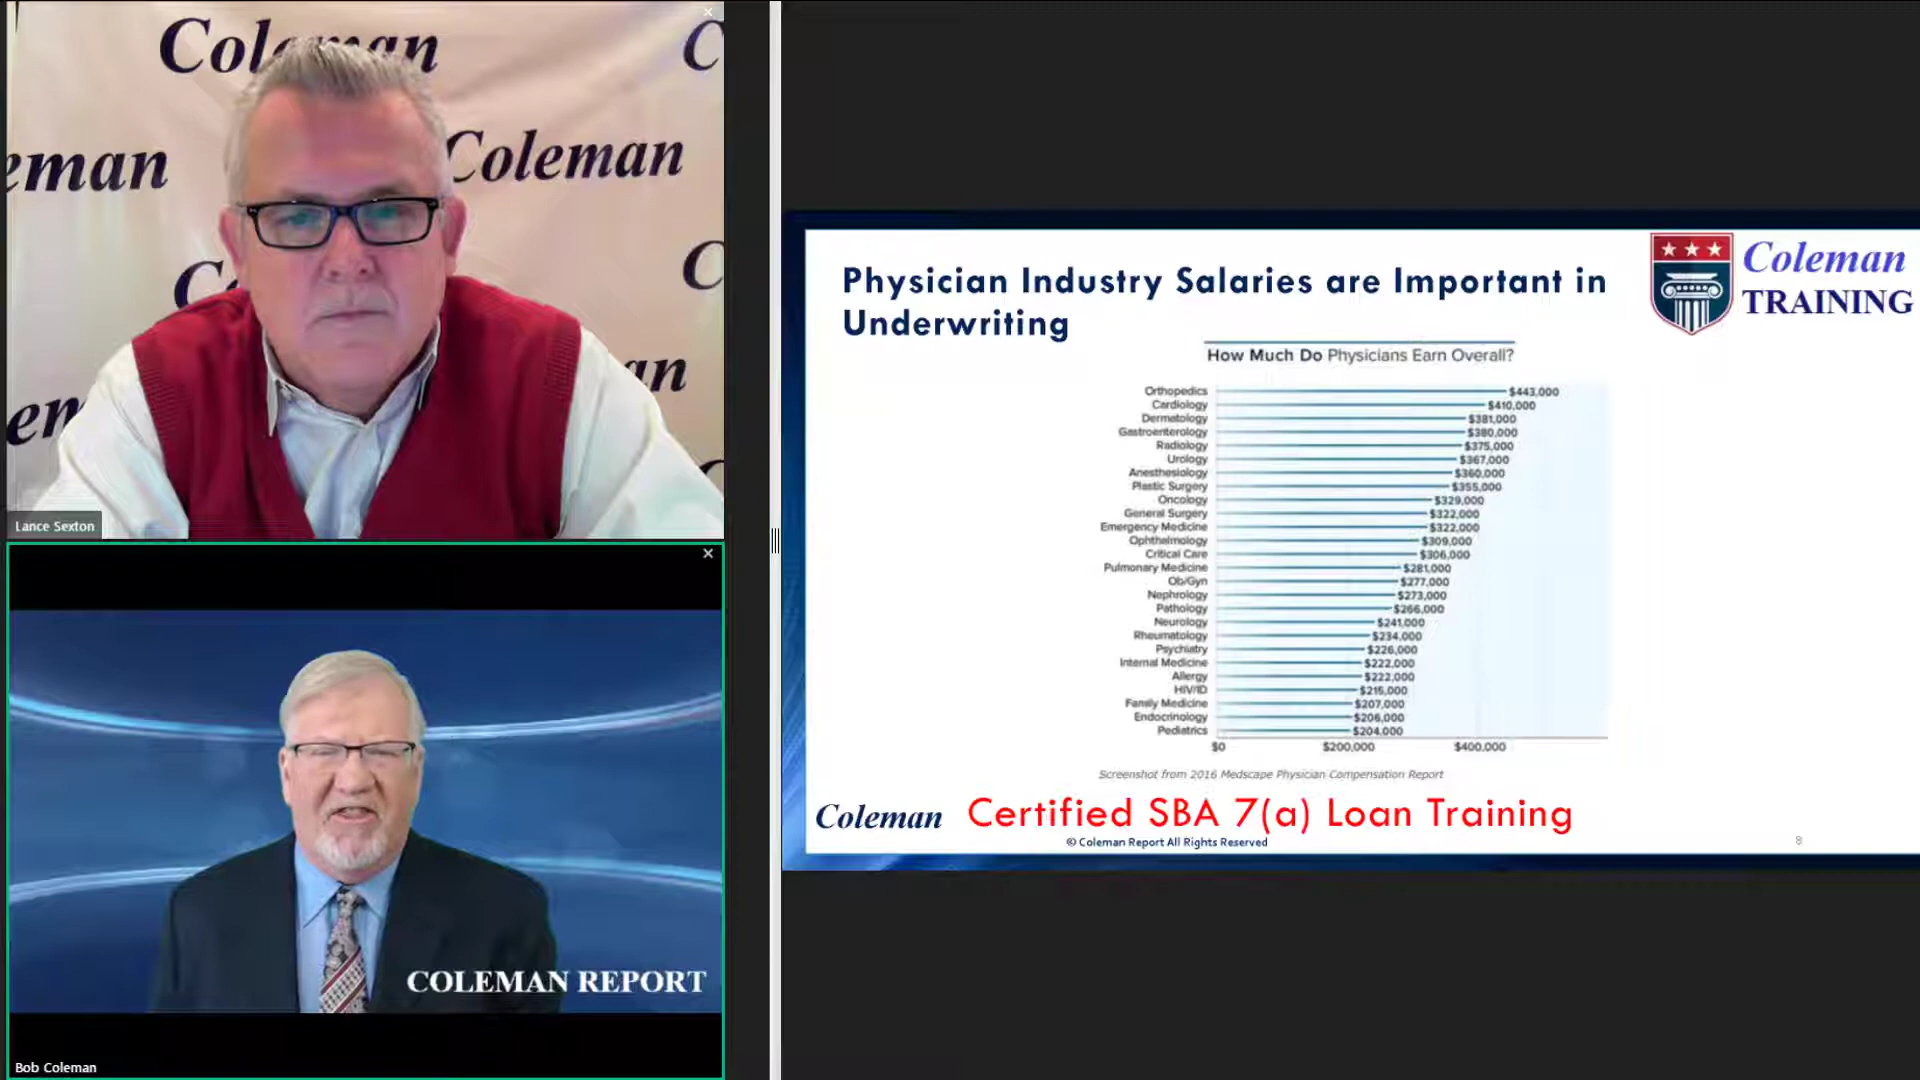 Coleman
C
eman
Coleman
C
C
an
em
Lance Sexton
COLEMAN REPORT
Bob Coleman
Physician Industry Salaries are Important in
Underwriting
Coleman
TRAINING
How Much Do Physicians Earn Overall?
Orthopedics $443,000
Cardiology $410,000
Dermatology $381,000
Gastroenterology $380,000
Radiology $375,000
Urology $367,000
Anesthesiology $360,000
Plastic Surgery $355,000
Oncology $329,000
General Surgery $322,000
Emergency Medicine $322,000
Ophthelmology $309,000
Critical Care $306,000
Pulmonary Medicine $281,000
Ob/Gyn $277,000
Nephrology $273,000
Pathology $266,000
Neurology $241,000
Rheumatology $234,000
Psychiatry $226,000
Internal Medicine $222,000
Allergy $222,000
HIV/ID $215,000
Family Medicine $207,000
Endocrinology $206,000
Pediatrics $204,000
$0 $200,000 $400,000
Screenshot from 2016 Medscape Physician Compensation Report
Coleman Certified SBA 7(a) Loan Training
© Coleman Report All Rights Reserved
8